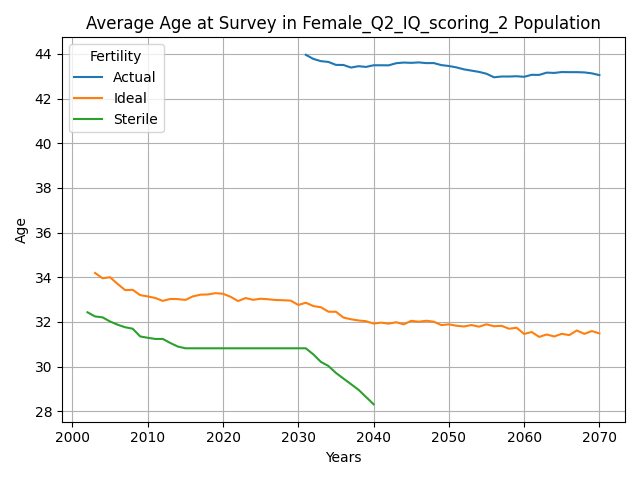 Average Age at Survey in Female_Q2_IQ_scoring_2 Population
Fertility
Actual
Ideal
Sterile
Age
44
42
40
38
36
34
32
30
28
2000 2010 2020 2030 2040 2050 2060 2070
Years